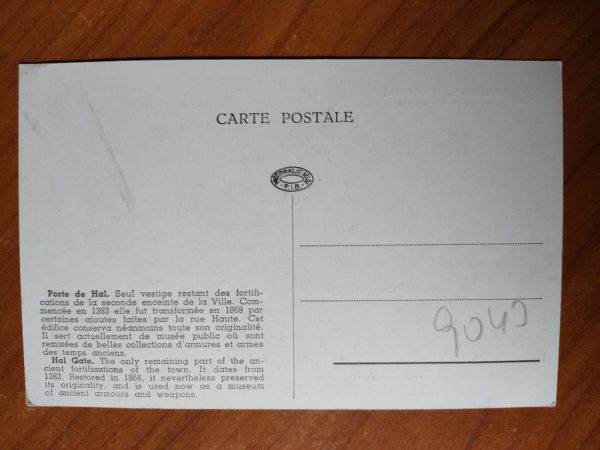 CARTE POSTALE
P.I.B.
Porte de Hal. Seul vestige restant des fortifi-
cations de la seconde enceinte de la Ville. Com-
mencée en 1383 elle fut transformée en 1868 par
certaines ajoutes faites par la rue Haute. Cet
édifice conserva néanmoins toute son originalité.
Il sert actuellement de musée public où sont
remisées de belles collections d'armures et armes
des temps anciens.
Hal Gate. The only remaining part of the an-
cient fortifications of the town. It dates from
1383. Restored in 1868, it nevertheless preserved
its originality, and is used now as a museum
of ancient armours and weapons.